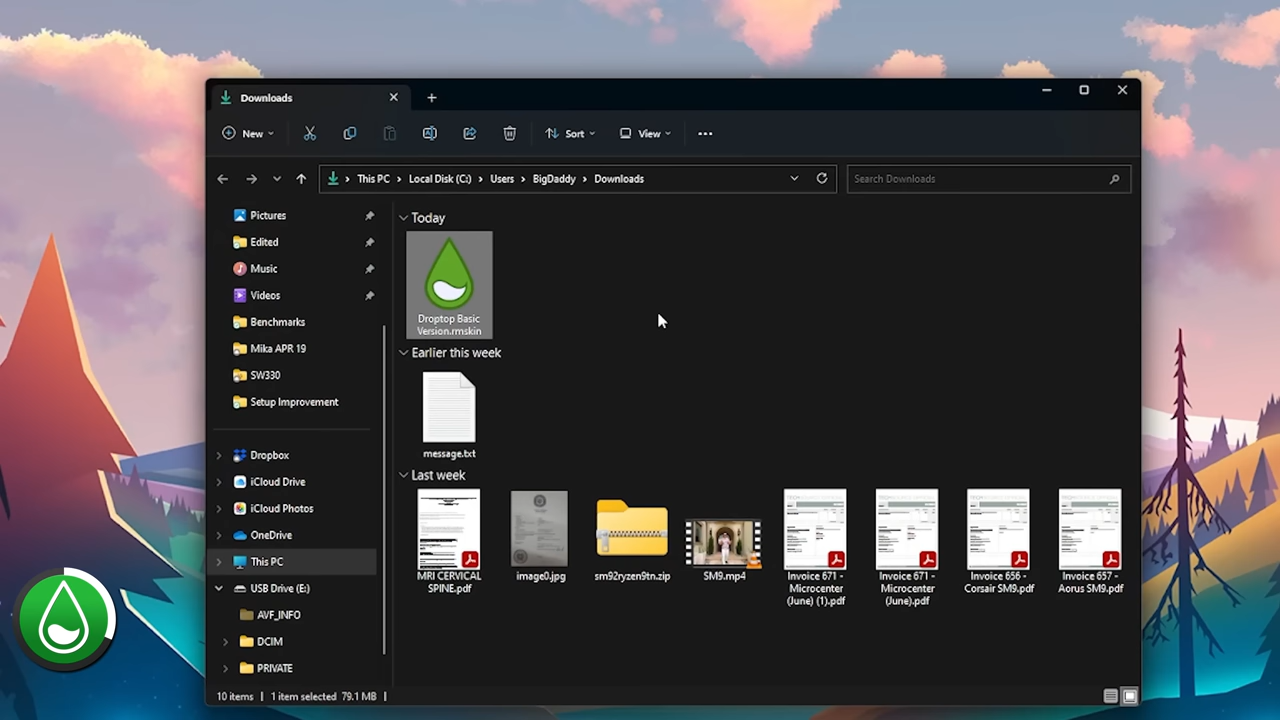 Downloads
New
Sort
View
This PC
Local Disk (C:)
Users
BigDaddy
Downloads
Search Downloads
Pictures
Edited
Music
Videos
Benchmarks
Mika APR 19
SW330
Setup Improvement
Dropbox
iCloud Drive
iCloud Photos
OneDrive
This PC
USB Drive (E:)
AVF_INFO
DCIM
PRIVATE
Today
Droptop Basic
Version.rmskin
Earlier this week
message.txt
Last week
MRI CERVICAL
SPINE.pdf
image0.jpg
sm92ryzen9tn.zip
SM9.mp4
Invoice 671 -
Microcenter
(June) (1).pdf
Invoice 671 -
Microcenter
(June).pdf
Invoice 656 -
Corsair SM9.pdf
Invoice 657 -
Aorus SM9.pdf
10 items
1 item selected 79.1 MB